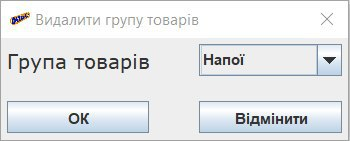 Видалити групу товарів
Група товарів Напої
ОК Відмінити